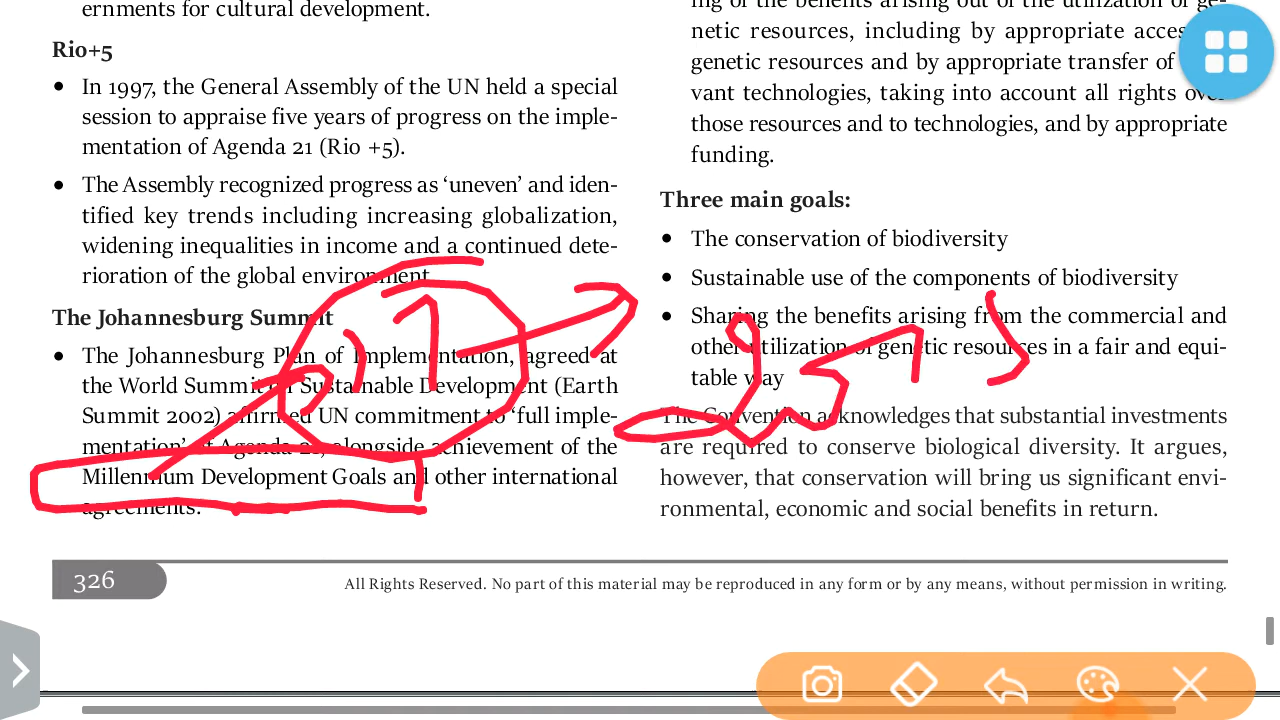 ernments for cultural development.
Rio+5
• In 1997, the General Assembly of the UN held a special
session to appraise five years of progress on the imple-
mentation of Agenda 21 (Rio +5).
• The Assembly recognized progress as ‘uneven’ and iden-
tified key trends including increasing globalization,
widening inequalities in income and a continued dete-
rioration of the global environment.
The Johannesburg Summit
• The Johannesburg Plan of Implementation, agreed at
the World Summit on Sustainable Development (Earth
Summit 2002) affirmed UN commitment to ‘full imple-
mentation’ of Agenda 21, alongside achievement of the
Millennium Development Goals and other international
agreements.
ing of the benefits arising out of the utilization of ge-
netic resources, including by appropriate
genetic resources and by appropriate transfer of
vant technologies, taking into account all rights over
those resources and to technologies, and by appropriate
funding.
Three main goals:
• The conservation of biodiversity
• Sustainable use of the components of biodiversity
• Sharing the benefits arising from the commercial and
other utilization of genetic resources in a fair and equi-
table way
The Convention acknowledges that substantial investments
are required to conserve biological diversity. It argues,
however, that conservation will bring us significant envi-
ronmental, economic and social benefits in return.
326
All Rights Reserved. No part of this material may be reproduced in any form or by any means, without permission in writing.